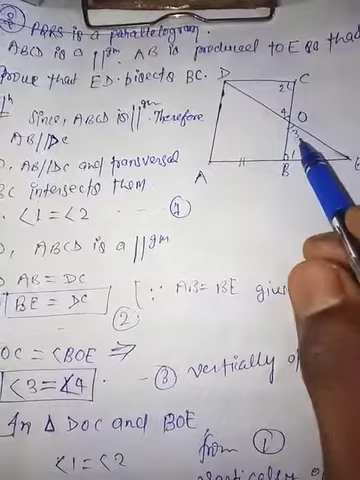 PQRS is a parallelogram.
ABCD is a ||gm. AB is produced to E so that
prove that ED bisects BC.
Since, ABCD is ||gm. Therefore
AB//DC
AB//DC and transversal
BC intersects them.
<1=<2 ①
ABCD is a ||gm
AB = DC
BE = DC [∵ AB=BE
②
DOC = <BOE ⇒
<3=<4 - ③ vertically
In Δ DOC and BOE
<1=<2 from ①
D C
2
4 O
3
1
A B E